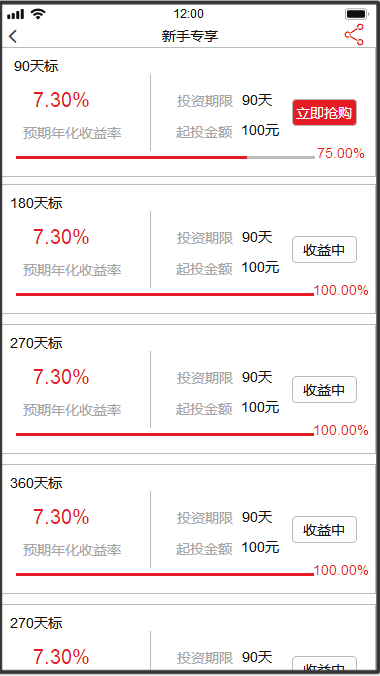 12:00
新手专享
90天标
7.30%
预期年化收益率
投资期限 90天
起投金额 100元
立即抢购
75.00%
180天标
7.30%
预期年化收益率
投资期限 90天
起投金额 100元
收益中
100.00%
270天标
7.30%
预期年化收益率
投资期限 90天
起投金额 100元
收益中
100.00%
360天标
7.30%
预期年化收益率
投资期限 90天
起投金额 100元
收益中
100.00%
270天标
7.30%
投资期限 90天
收益中